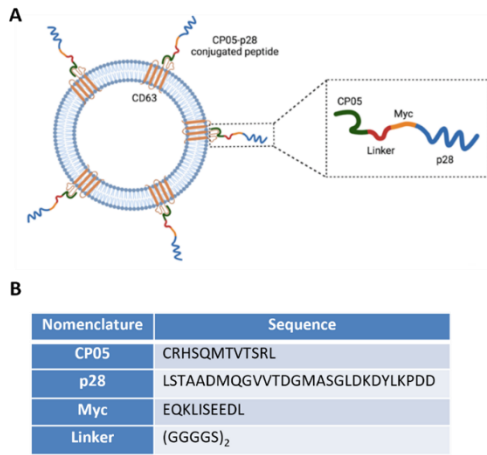 A
CP05-p28
conjugated peptide
CD63
CP05
Myc
Linker
p28
B
Nomenclature Sequence
CP05 CRHSQMTVTSRL
p28 LSTAADMQGVVTDGMASGLDKDYLKPDD
Myc EQKLISEEDL
Linker (GGGGS)₂